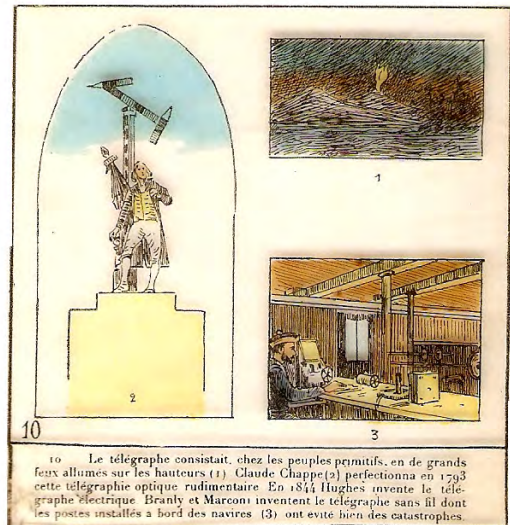 1
2
3
10
10 Le télégraphe consistait, chez les peuples primitifs, en de grands
feux allumés sur les hauteurs (1) Claude Chappe (2) perfectionna en 1793
cette télégraphie optique rudimentaire En 1844 Hughes invente le télé-
graphe électrique Branly et Marconi inventent le télégraphe sans fil dont
les postes installés à bord des navires (3) ont évité bien des catastrophes.